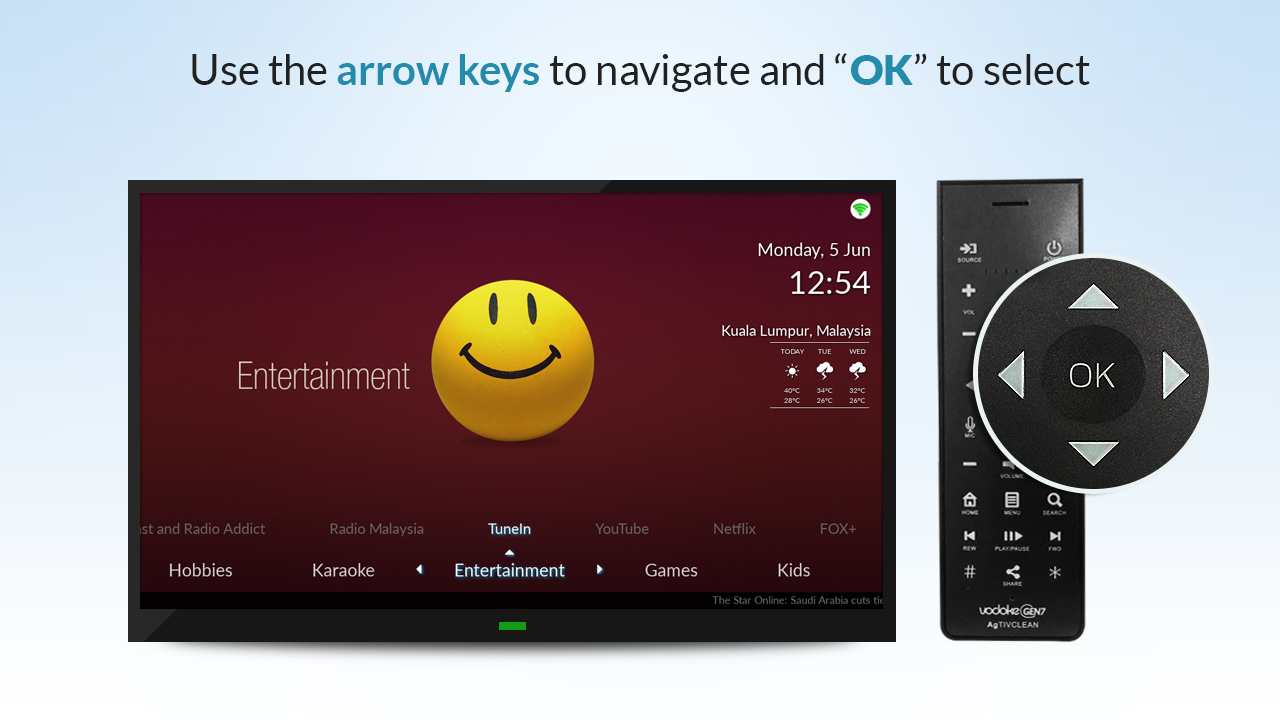 Use the arrow keys to navigate and “OK” to select
Monday, 5 Jun
12:54
Kuala Lumpur, Malaysia
TODAY TUE WED
40°C 34°C 32°C
28°C 26°C 26°C
Entertainment
ast and Radio Addict Radio Malaysia TuneIn YouTube Netflix FOX+
Hobbies Karaoke Entertainment Games Kids
The Star Online: Saudi Arabia cuts tie
SOURCE
VOL
OK
MIC
VOLUME
HOME MENU SEARCH
REW PLAY/PAUSE FWD
# SHARE *
vodoke GEN7
AgTIVCLEAN